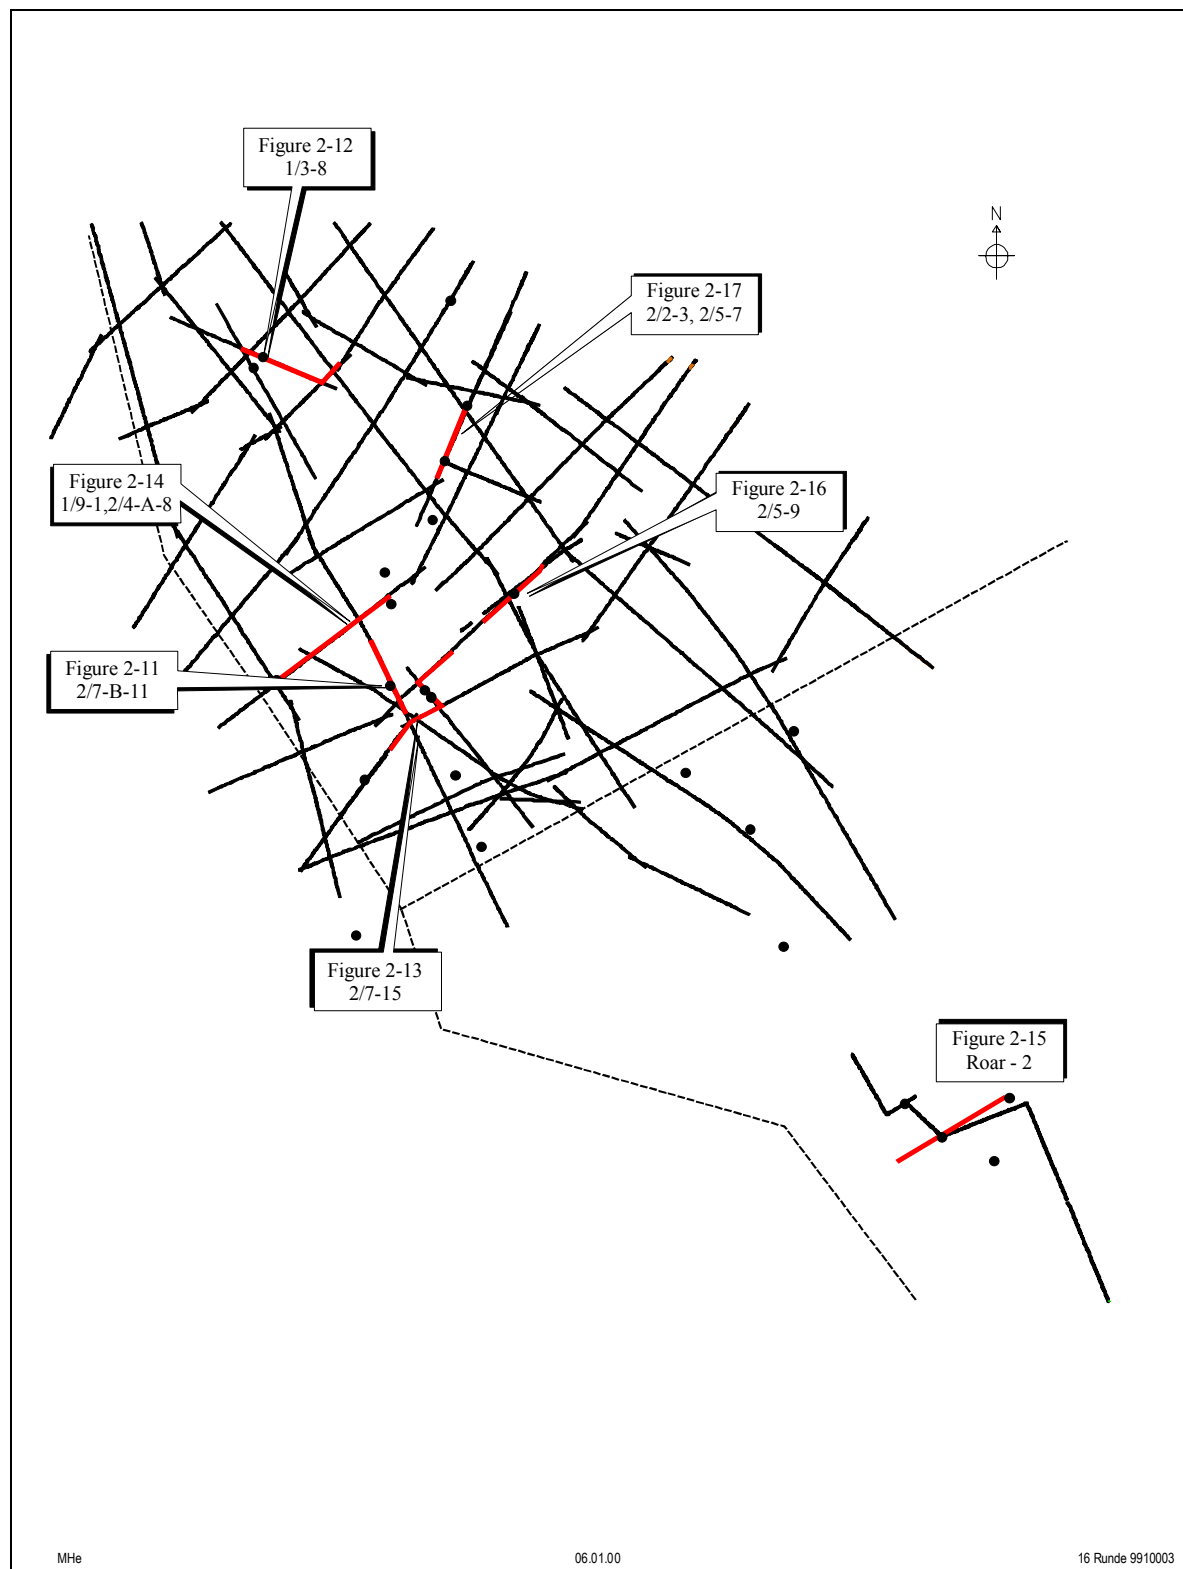 Figure 2-12
1/3-8
N
Figure 2-17
2/2-3, 2/5-7
Figure 2-14
1/9-1,2/4-A-8
Figure 2-16
2/5-9
Figure 2-11
2/7-B-11
Figure 2-13
2/7-15
Figure 2-15
Roar - 2
MHe
06.01.00
16 Runde 9910003